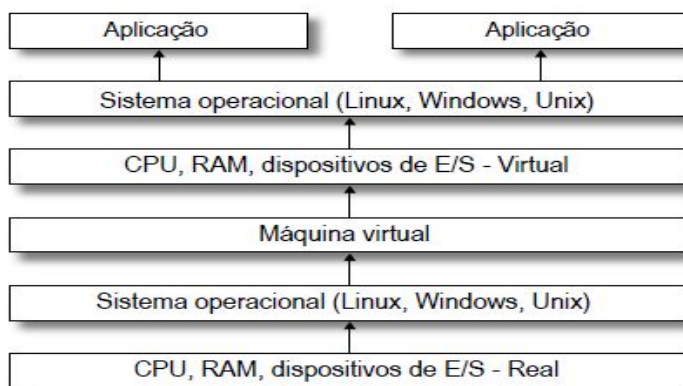 Aplicação
Aplicação
Sistema operacional (Linux, Windows, Unix)
CPU, RAM, dispositivos de E/S - Virtual
Máquina virtual
Sistema operacional (Linux, Windows, Unix)
CPU, RAM, dispositivos de E/S - Real